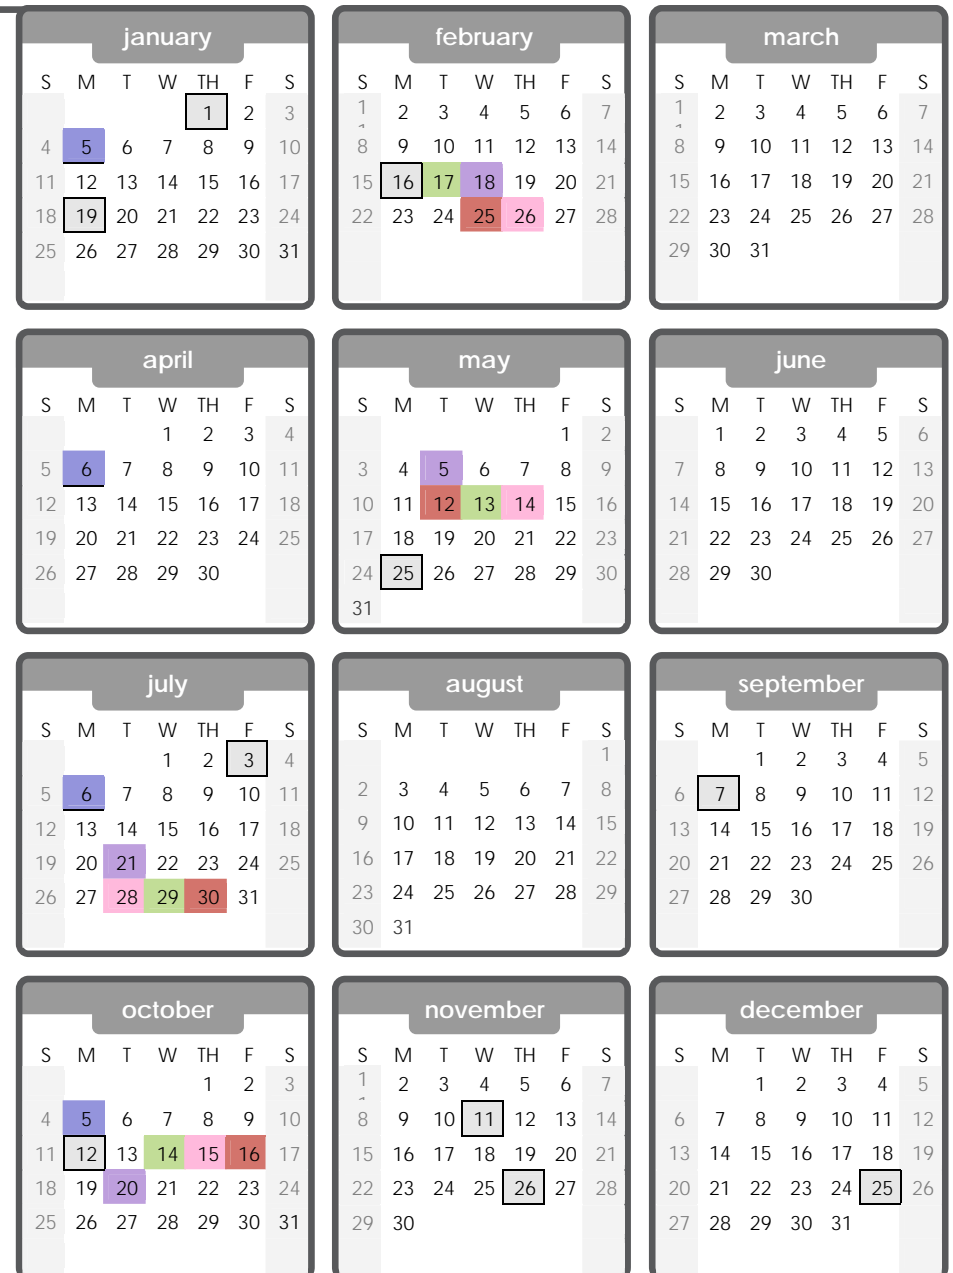 january
S M T W TH F S
1 2 3
4 5 6 7 8 9 10
11 12 13 14 15 16 17
18 19 20 21 22 23 24
25 26 27 28 29 30 31
february
S M T W TH F S
1 2 3 4 5 6 7
8 9 10 11 12 13 14
15 16 17 18 19 20 21
22 23 24 25 26 27 28
march
S M T W TH F S
1 2 3 4 5 6 7
8 9 10 11 12 13 14
15 16 17 18 19 20 21
22 23 24 25 26 27 28
29 30 31
april
S M T W TH F S
1 2 3 4
5 6 7 8 9 10 11
12 13 14 15 16 17 18
19 20 21 22 23 24 25
26 27 28 29 30
may
S M T W TH F S
1 2
3 4 5 6 7 8 9
10 11 12 13 14 15 16
17 18 19 20 21 22 23
24 25 26 27 28 29 30
31
june
S M T W TH F S
1 2 3 4 5 6
7 8 9 10 11 12 13
14 15 16 17 18 19 20
21 22 23 24 25 26 27
28 29 30
july
S M T W TH F S
1 2 3 4
5 6 7 8 9 10 11
12 13 14 15 16 17 18
19 20 21 22 23 24 25
26 27 28 29 30 31
august
S M T W TH F S
1
2 3 4 5 6 7 8
9 10 11 12 13 14 15
16 17 18 19 20 21 22
23 24 25 26 27 28 29
30 31
september
S M T W TH F S
1 2 3 4 5
6 7 8 9 10 11 12
13 14 15 16 17 18 19
20 21 22 23 24 25 26
27 28 29 30
october
S M T W TH F S
1 2 3
4 5 6 7 8 9 10
11 12 13 14 15 16 17
18 19 20 21 22 23 24
25 26 27 28 29 30 31
november
S M T W TH F S
1 2 3 4 5 6 7
8 9 10 11 12 13 14
15 16 17 18 19 20 21
22 23 24 25 26 27 28
29 30
december
S M T W TH F S
1 2 3 4 5
6 7 8 9 10 11 12
13 14 15 16 17 18 19
20 21 22 23 24 25 26
27 28 29 30 31